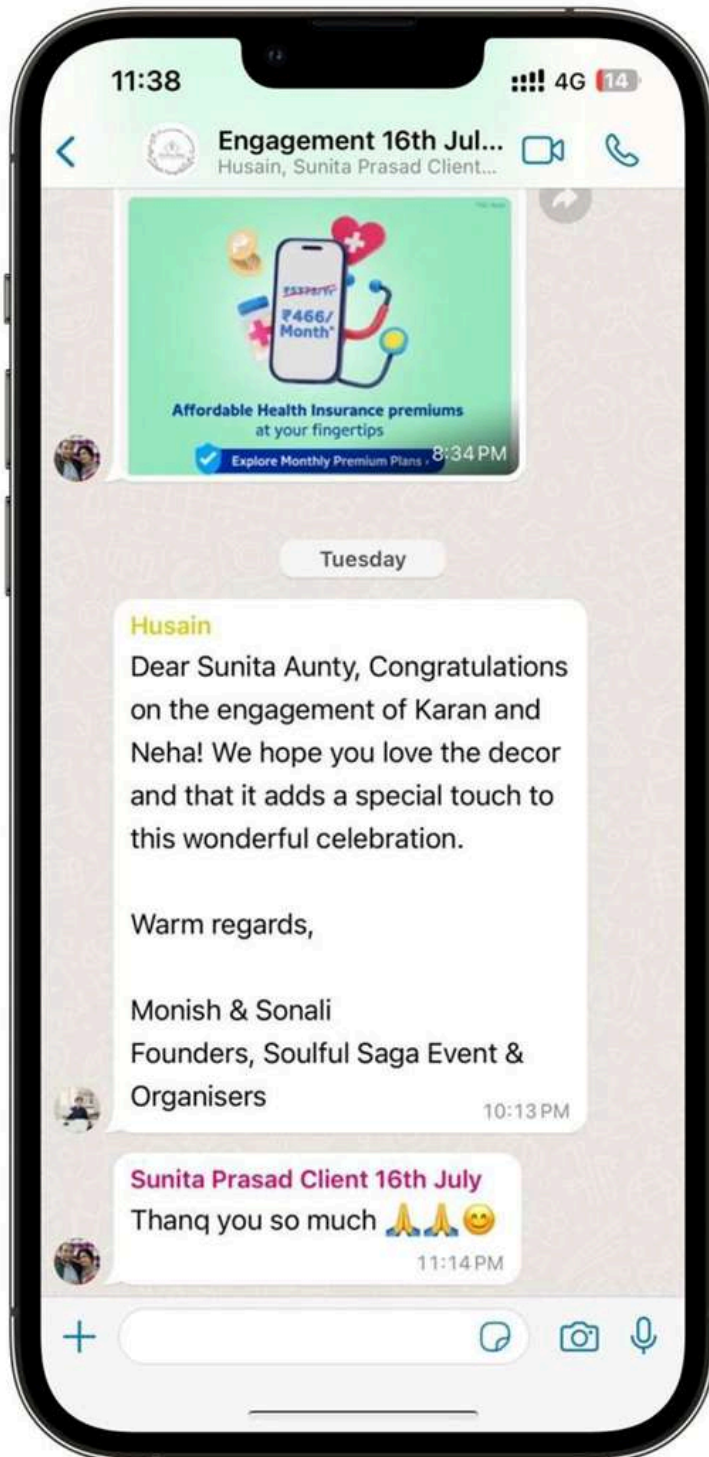 11:38
4G 14
Engagement 16th Jul...
Husain, Sunita Prasad Client...
₹466/
Month*
Affordable Health Insurance premiums
at your fingertips
Explore Monthly Premium Plans ›
8:34 PM
Tuesday
Husain
Dear Sunita Aunty, Congratulations
on the engagement of Karan and
Neha! We hope you love the decor
and that it adds a special touch to
this wonderful celebration.
Warm regards,
Monish & Sonali
Founders, Soulful Saga Event &
Organisers
10:13 PM
Sunita Prasad Client 16th July
Thanq you so much 🙏🙏😊
11:14 PM